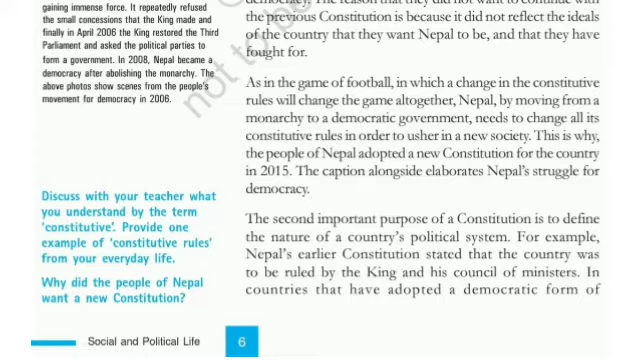 gaining immense force. It repeatedly refused
the small concessions that the King made and
finally in April 2006 the King restored the Third
Parliament and asked the political parties to
form a government. In 2008, Nepal became a
democracy after abolishing the monarchy. The
above photos show scenes from the people's
movement for democracy in 2006.
Discuss with your teacher what
you understand by the term
‘constitutive’. Provide one
example of ‘constitutive rules’
from your everyday life.
Why did the people of Nepal
want a new Constitution?
democracy. The reason that they did not want to continue with
the previous Constitution is because it did not reflect the ideals
of the country that they want Nepal to be, and that they have
fought for.
As in the game of football, in which a change in the constitutive
rules will change the game altogether, Nepal, by moving from a
monarchy to a democratic government, needs to change all its
constitutive rules in order to usher in a new society. This is why,
the people of Nepal adopted a new Constitution for the country
in 2015. The caption alongside elaborates Nepal’s struggle for
democracy.
The second important purpose of a Constitution is to define
the nature of a country’s political system. For example,
Nepal’s earlier Constitution stated that the country was
to be ruled by the King and his council of ministers. In
countries that have adopted a democratic form of
not to be
Social and Political Life
6